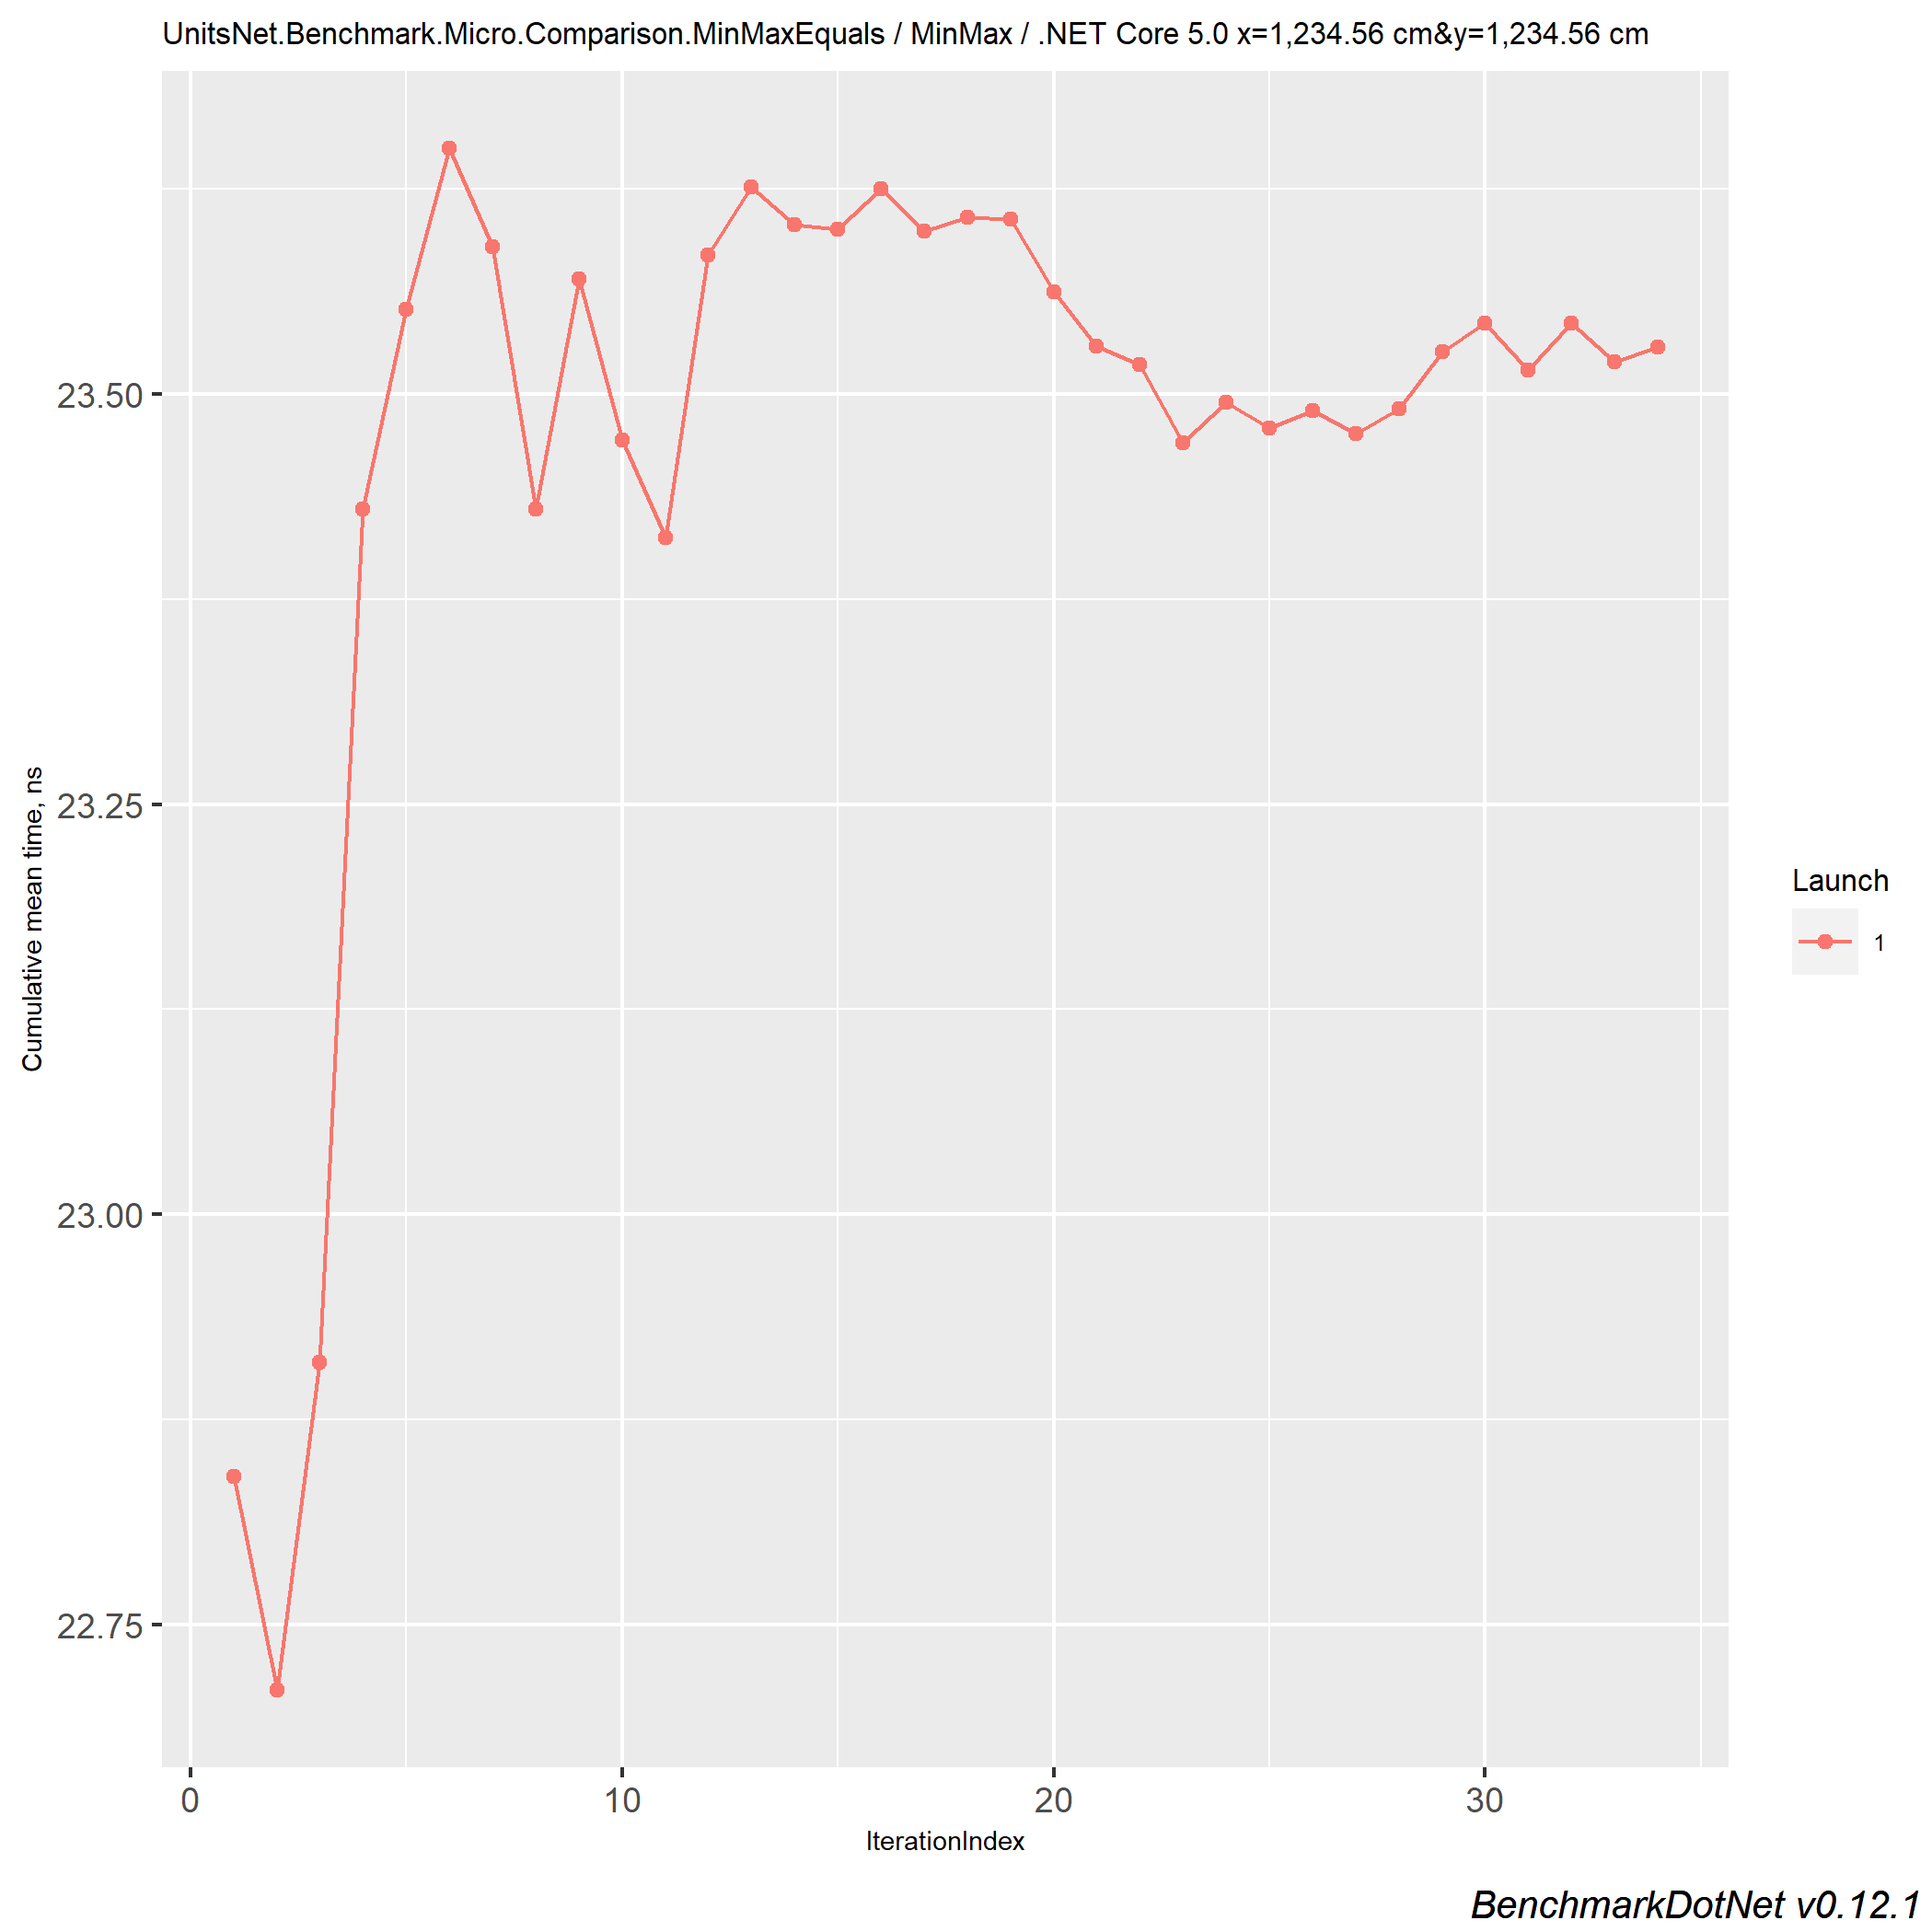 UnitsNet.Benchmark.Micro.Comparison.MinMaxEquals / MinMax / .NET Core 5.0 x=1,234.56 cm&y=1,234.56 cm
Cumulative mean time, ns
23.50
23.25
23.00
22.75
0 10 20 30
IterationIndex
Launch
1
BenchmarkDotNet v0.12.1